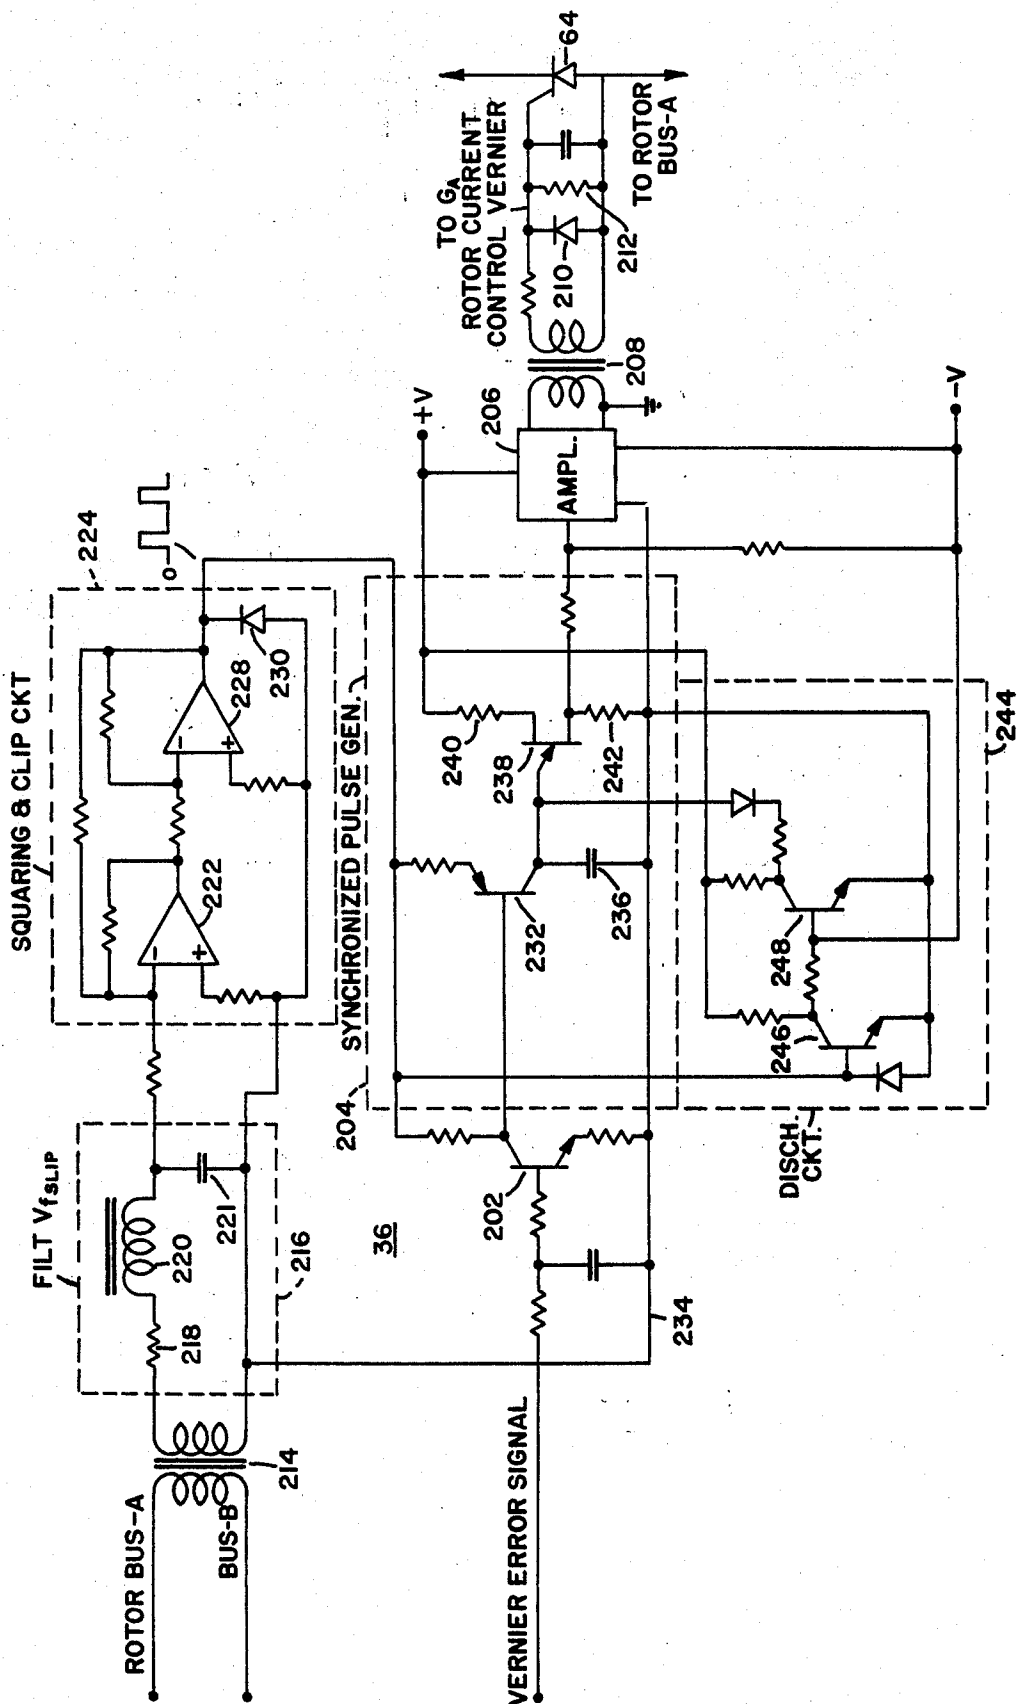 ROTOR BUS-A
BUS-B
214
FILT VfSLIP
218
220
221
216
SQUARING & CLIP CKT
224
222
228
230
-
+
-
+
0
SYNCHRONIZED PULSE GEN.
204
36
VERNIER ERROR SIGNAL
202
234
232
236
238
240
242
+V
206
AMPL.
208
TO GA
ROTOR CURRENT
CONTROL VERNIER
210
212
64
TO ROTOR
BUS-A
-V
DISCH.
CKT.
246
248
244